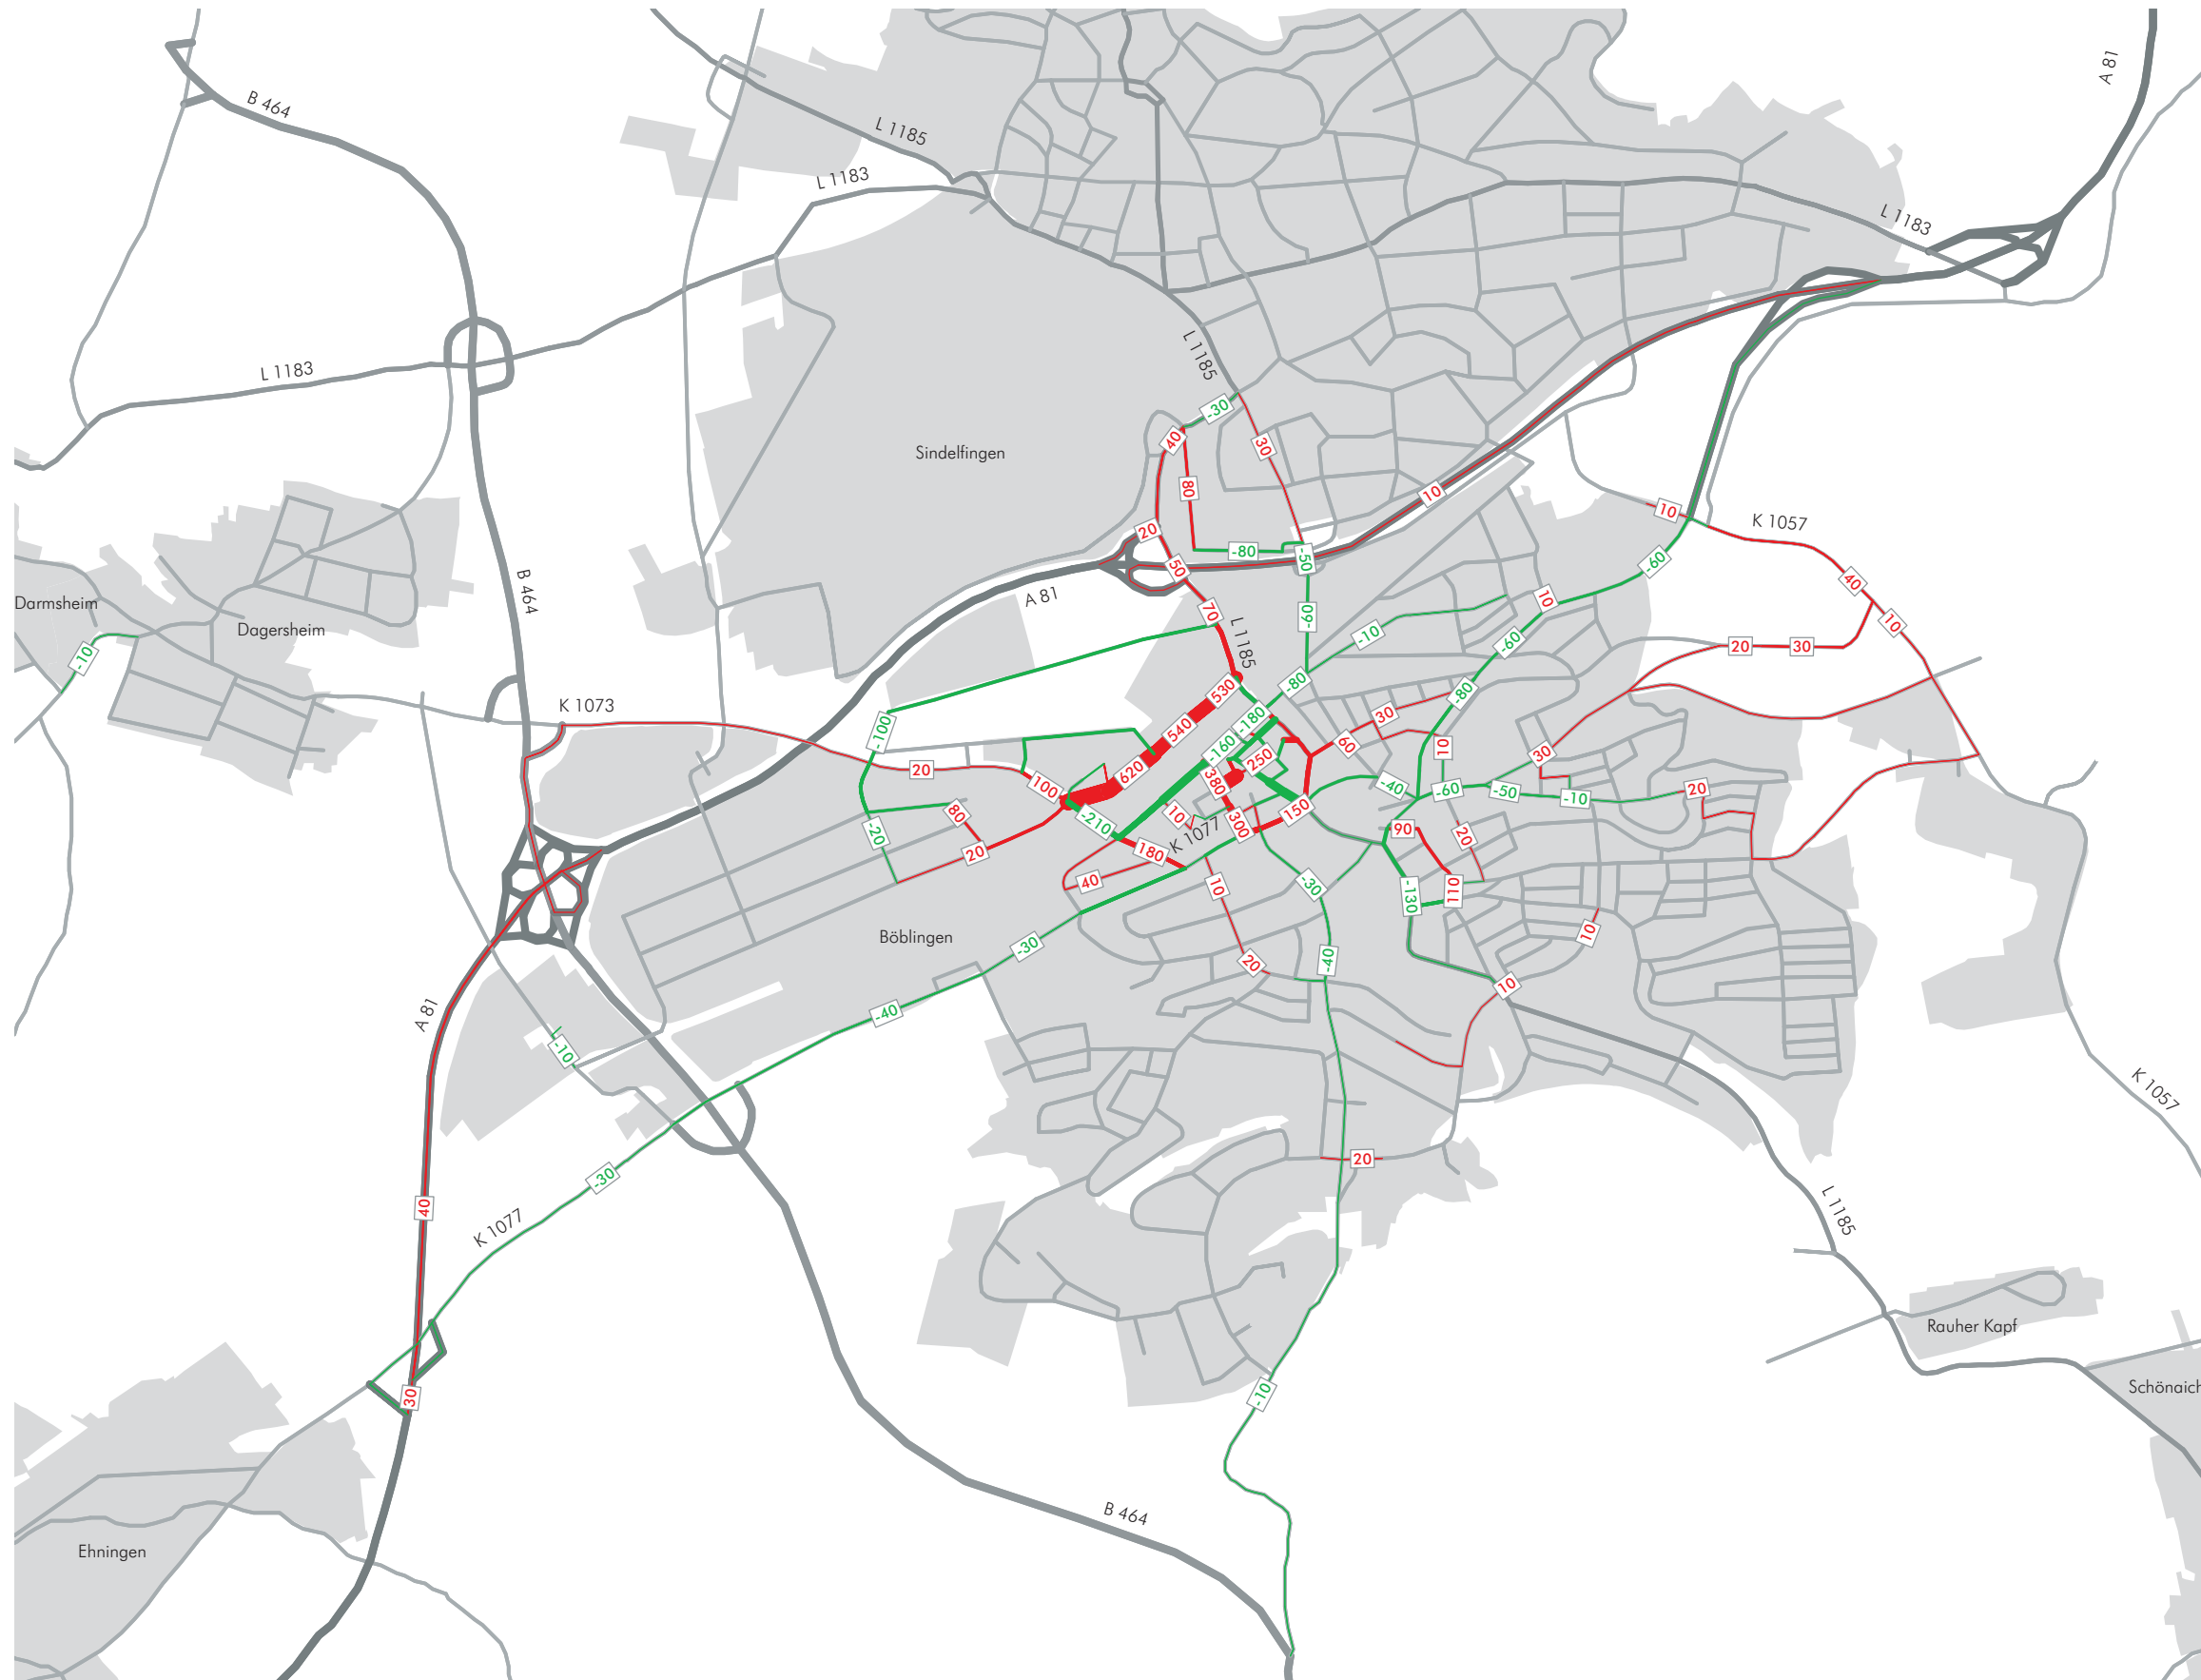 A 81
B 464
L 1185
L 1183
L 1183
L 1185
L 1183
-30
40
30
Sindelfingen
80
10
10
K 1057
20
-80
-50
50
-60
40
B 464
A 81
Darmsheim
Dagersheim
-10
70
-60
10
10
L 1185
-10
-60
20
30
K 1073
-100
530
-80
-80
30
540
-180
60
10
-160
250
30
20
620
100
380
-40
-60
-50
-10
20
80
-210
10
300
150
K 1077
90
20
-20
20
180
40
10
-30
-130
110
10
Böblingen
-30
20
-40
10
-40
A 81
-10
K 1057
20
-30
40
K 1077
L 1185
Rauher Kapf
30
-10
Schönaich
B 464
Ehningen